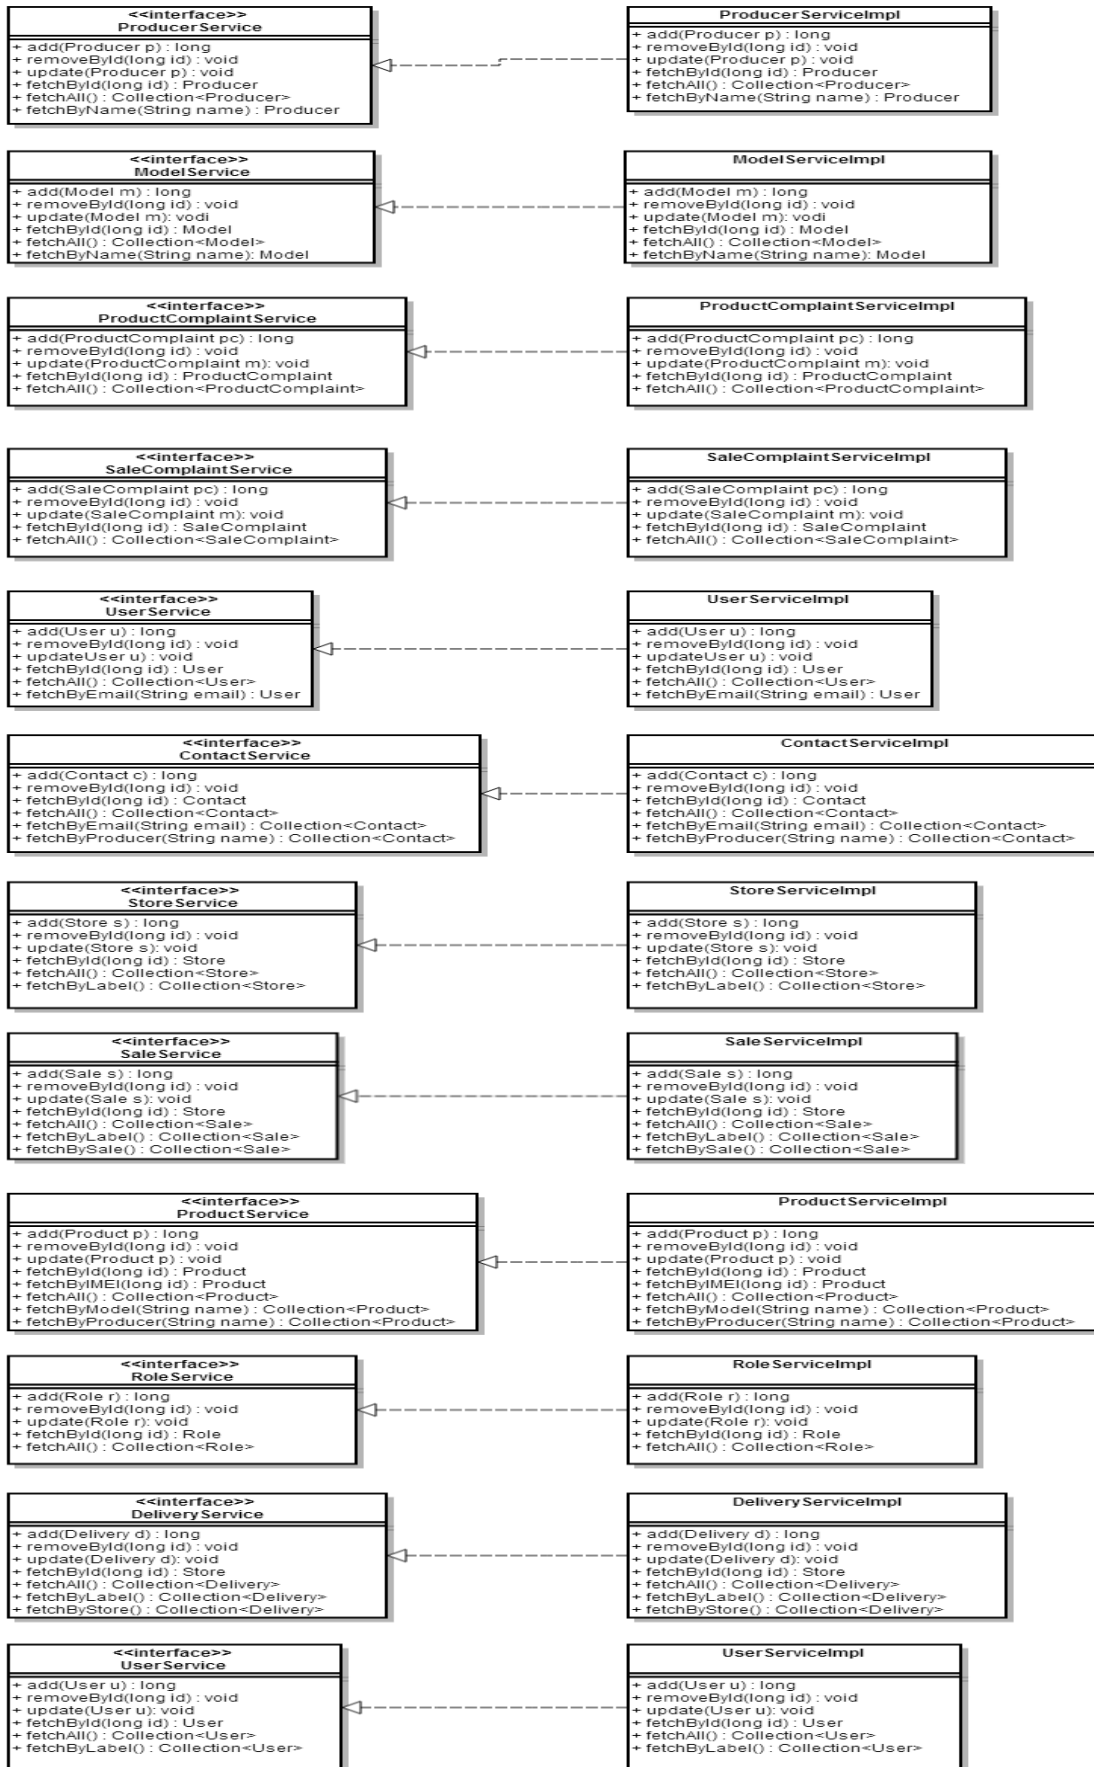 <<interface>>
ProducerService
+ add(Producer p) : long
+ removeById(long id) : void
+ update(Producer p) : void
+ fetchById(long id) : Producer
+ fetchAll() : Collection<Producer>
+ fetchByName(String name) : Producer
ProducerServiceImpl
+ add(Producer p) : long
+ removeById(long id) : void
+ update(Producer p) : void
+ fetchById(long id) : Producer
+ fetchAll() : Collection<Producer>
+ fetchByName(String name) : Producer
<<interface>>
ModelService
+ add(Model m) : long
+ removeById(long id) : void
+ update(Model m): vodi
+ fetchById(long id) : Model
+ fetchAll() : Collection<Model>
+ fetchByName(String name): Model
ModelServiceImpl
+ add(Model m) : long
+ removeById(long id) : void
+ update(Model m): vodi
+ fetchById(long id) : Model
+ fetchAll() : Collection<Model>
+ fetchByName(String name): Model
<<interface>>
ProductComplaintService
+ add(ProductComplaint pc) : long
+ removeById(long id) : void
+ update(ProductComplaint m): void
+ fetchById(long id) : ProductComplaint
+ fetchAll() : Collection<ProductComplaint>
ProductComplaintServiceImpl
+ add(ProductComplaint pc) : long
+ removeById(long id) : void
+ update(ProductComplaint m): void
+ fetchById(long id) : ProductComplaint
+ fetchAll() : Collection<ProductComplaint>
<<interface>>
SaleComplaintService
+ add(SaleComplaint pc) : long
+ removeById(long id) : void
+ update(SaleComplaint m): void
+ fetchById(long id) : SaleComplaint
+ fetchAll() : Collection<SaleComplaint>
SaleComplaintServiceImpl
+ add(SaleComplaint pc) : long
+ removeById(long id) : void
+ update(SaleComplaint m): void
+ fetchById(long id) : SaleComplaint
+ fetchAll() : Collection<SaleComplaint>
<<interface>>
UserService
+ add(User u) : long
+ removeById(long id) : void
+ updateUser u) : void
+ fetchById(long id) : User
+ fetchAll() : Collection<User>
+ fetchByEmail(String email) : User
UserServiceImpl
+ add(User u) : long
+ removeById(long id) : void
+ updateUser u) : void
+ fetchById(long id) : User
+ fetchAll() : Collection<User>
+ fetchByEmail(String email) : User
<<interface>>
ContactService
+ add(Contact c) : long
+ removeById(long id) : void
+ fetchById(long id) : Contact
+ fetchAll() : Collection<Contact>
+ fetchByEmail(String email) : Collection<Contact>
+ fetchByProducer(String name) : Collection<Contact>
ContactServiceImpl
+ add(Contact c) : long
+ removeById(long id) : void
+ fetchById(long id) : Contact
+ fetchAll() : Collection<Contact>
+ fetchByEmail(String email) : Collection<Contact>
+ fetchByProducer(String name) : Collection<Contact>
<<interface>>
StoreService
+ add(Store s) : long
+ removeById(long id) : void
+ update(Store s): void
+ fetchById(long id) : Store
+ fetchAll() : Collection<Store>
+ fetchByLabel() : Collection<Store>
StoreServiceImpl
+ add(Store s) : long
+ removeById(long id) : void
+ update(Store s): void
+ fetchById(long id) : Store
+ fetchAll() : Collection<Store>
+ fetchByLabel() : Collection<Store>
<<interface>>
SaleService
+ add(Sale s) : long
+ removeById(long id) : void
+ update(Sale s): void
+ fetchById(long id) : Store
+ fetchAll() : Collection<Sale>
+ fetchByLabel() : Collection<Sale>
+ fetchBySale() : Collection<Sale>
SaleServiceImpl
+ add(Sale s) : long
+ removeById(long id) : void
+ update(Sale s): void
+ fetchById(long id) : Store
+ fetchAll() : Collection<Sale>
+ fetchByLabel() : Collection<Sale>
+ fetchBySale() : Collection<Sale>
<<interface>>
ProductService
+ add(Product p) : long
+ removeById(long id) : void
+ update(Product p) : void
+ fetchById(long id) : Product
+ fetchByIMEI(long id) : Product
+ fetchAll() : Collection<Product>
+ fetchByModel(String name) : Collection<Product>
+ fetchByProducer(String name) : Collection<Product>
ProductServiceImpl
+ add(Product p) : long
+ removeById(long id) : void
+ update(Product p) : void
+ fetchById(long id) : Product
+ fetchByIMEI(long id) : Product
+ fetchAll() : Collection<Product>
+ fetchByModel(String name) : Collection<Product>
+ fetchByProducer(String name) : Collection<Product>
<<interface>>
RoleService
+ add(Role r) : long
+ removeById(long id) : void
+ update(Role r): void
+ fetchById(long id) : Role
+ fetchAll() : Collection<Role>
RoleServiceImpl
+ add(Role r) : long
+ removeById(long id) : void
+ update(Role r): void
+ fetchById(long id) : Role
+ fetchAll() : Collection<Role>
<<interface>>
DeliveryService
+ add(Delivery d) : long
+ removeById(long id) : void
+ update(Delivery d): void
+ fetchById(long id) : Store
+ fetchAll() : Collection<Delivery>
+ fetchByLabel() : Collection<Delivery>
+ fetchByStore() : Collection<Delivery>
DeliveryServiceImpl
+ add(Delivery d) : long
+ removeById(long id) : void
+ update(Delivery d): void
+ fetchById(long id) : Store
+ fetchAll() : Collection<Delivery>
+ fetchByLabel() : Collection<Delivery>
+ fetchByStore() : Collection<Delivery>
<<interface>>
UserService
+ add(User u) : long
+ removeById(long id) : void
+ update(User u): void
+ fetchById(long id) : User
+ fetchAll() : Collection<User>
+ fetchByLabel() : Collection<User>
UserServiceImpl
+ add(User u) : long
+ removeById(long id) : void
+ update(User u): void
+ fetchById(long id) : User
+ fetchAll() : Collection<User>
+ fetchByLabel() : Collection<User>